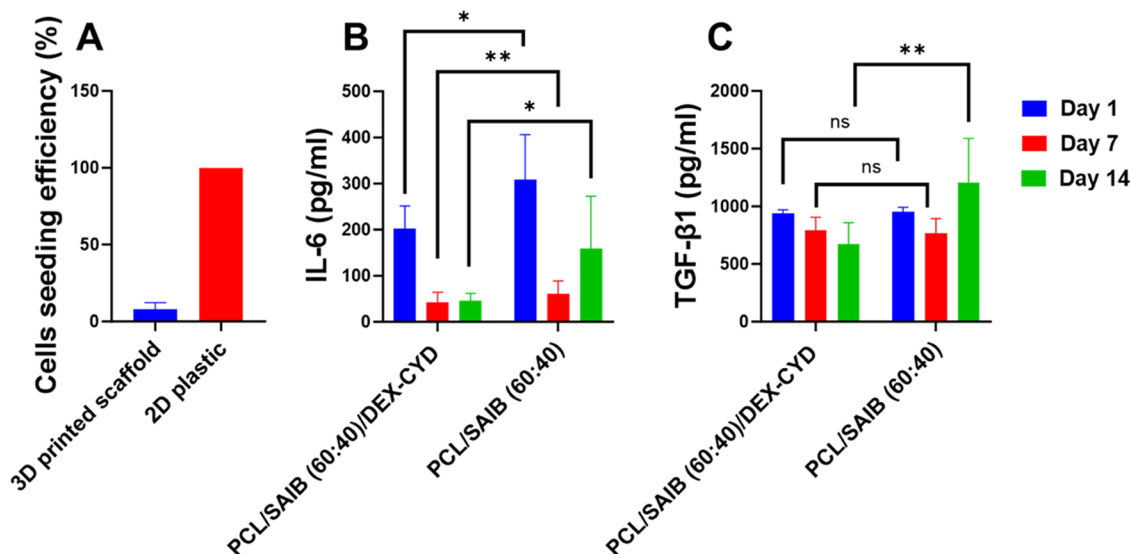 A
Cells seeding efficiency (%)
150
100
50
0
3D printed scaffold
2D plastic
B
*
**
*
IL-6 (pg/ml)
500
400
300
200
100
0
PCL/SAIB (60:40)/DEX-CYD
PCL/SAIB (60:40)
C
**
ns
ns
TGF-β1 (pg/ml)
2000
1500
1000
500
0
PCL/SAIB (60:40)/DEX-CYD
PCL/SAIB (60:40)
Day 1
Day 7
Day 14